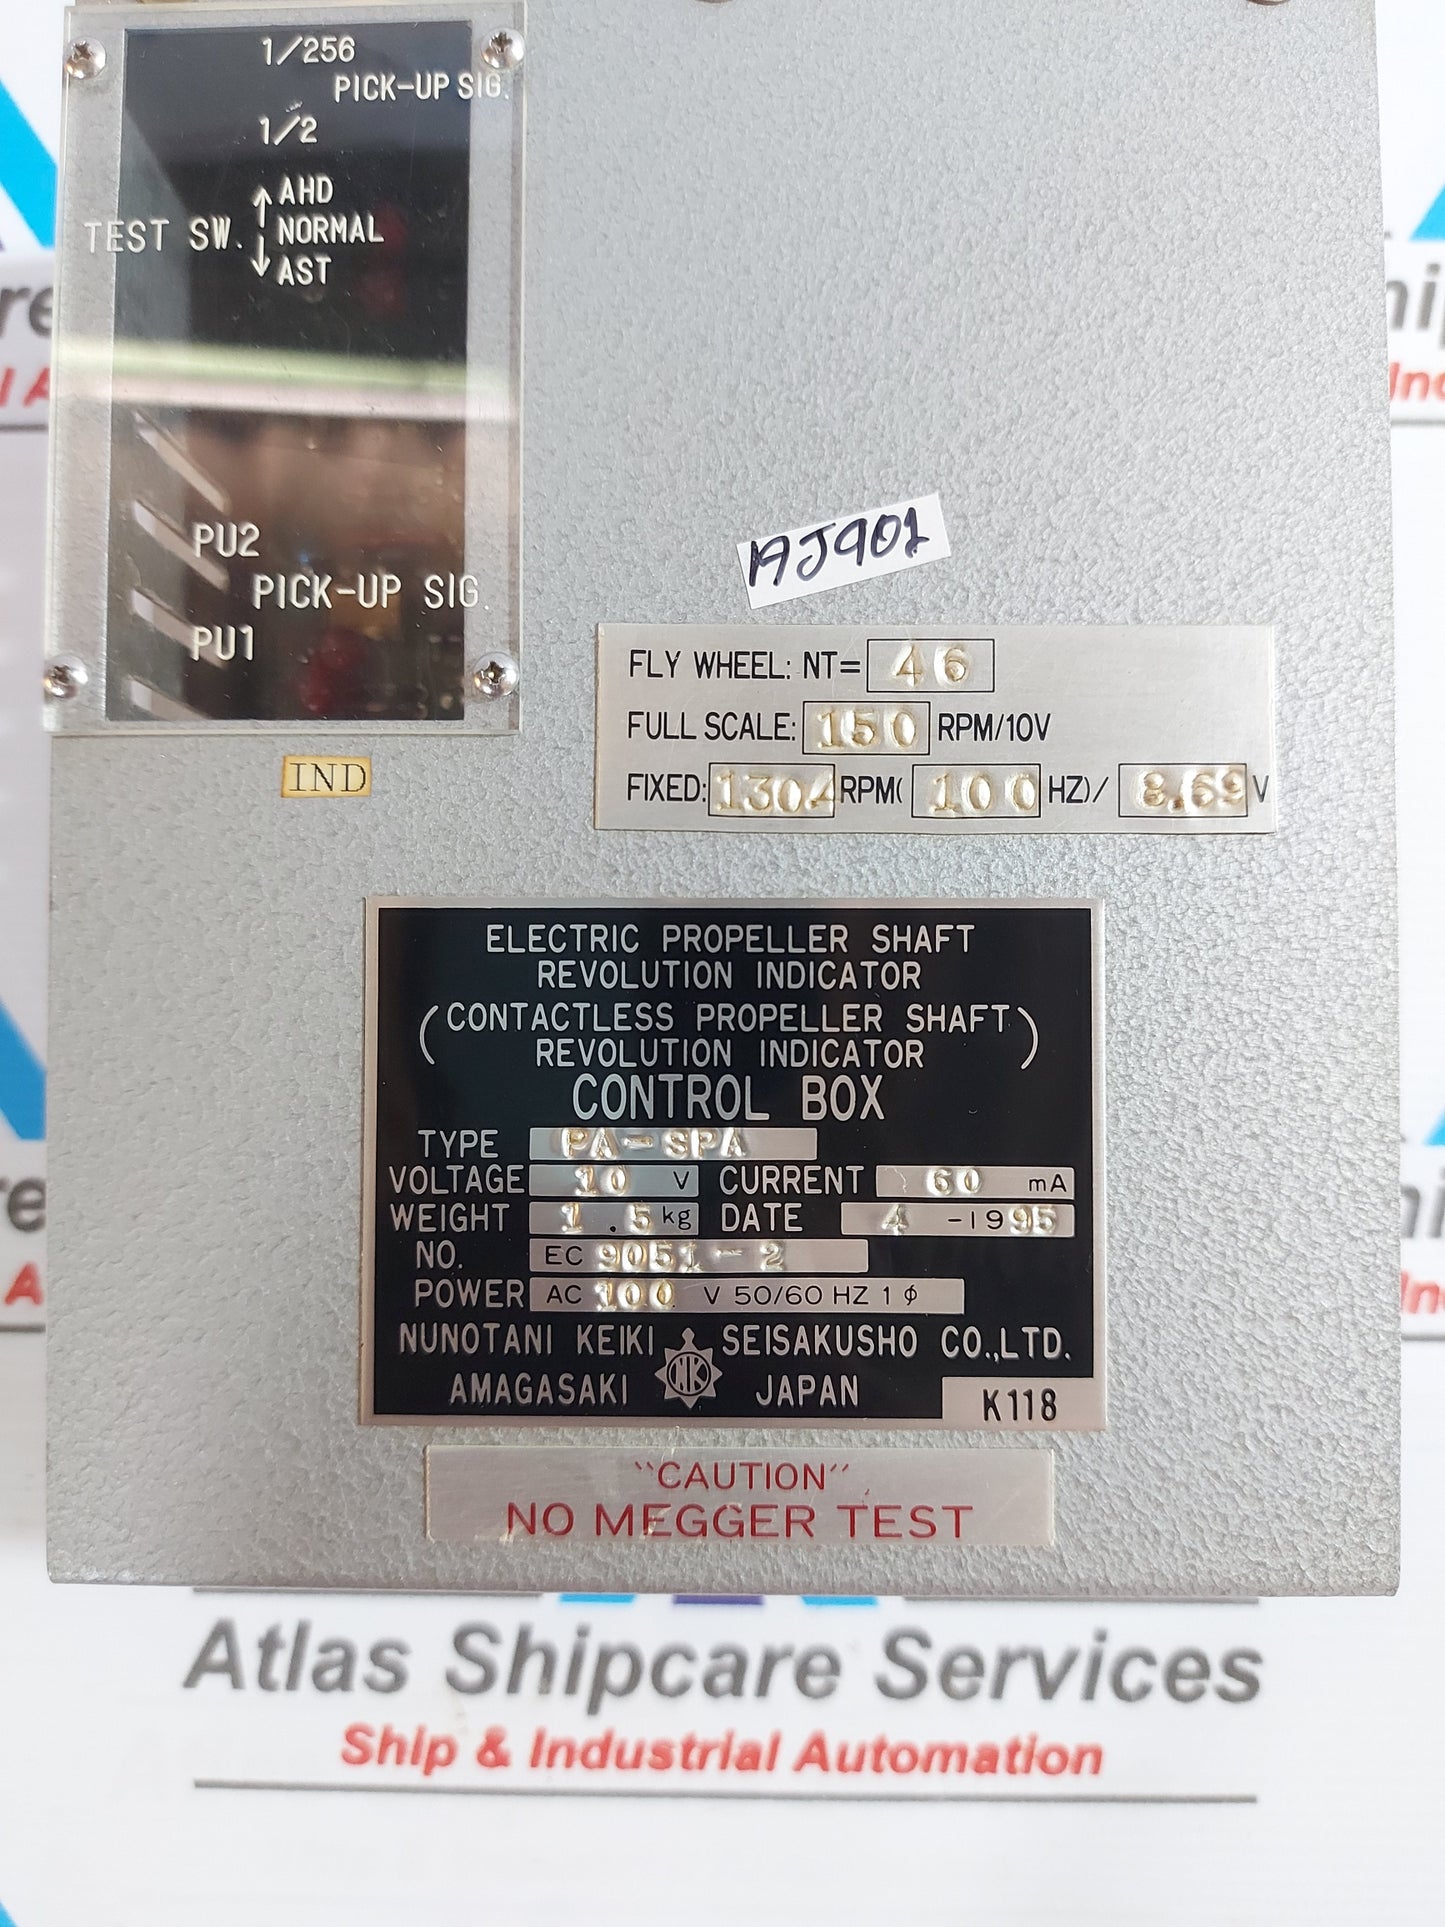 1/256
PICK-UP SIG.
1/2
TEST SW. ↑ AHD
NORMAL
↓ AST
PU2
PICK-UP SIG.
PU1
IND
AJ901
FLY WHEEL: NT= 46
FULL SCALE: 150 RPM/10V
FIXED: 1304 RPM( 100 HZ)/ 8.69 V
ELECTRIC PROPELLER SHAFT
REVOLUTION INDICATOR
(CONTACTLESS PROPELLER SHAFT
REVOLUTION INDICATOR)
CONTROL BOX
TYPE PA-SPA
VOLTAGE 10 V CURRENT 60 mA
WEIGHT 1.5 kg DATE 4 -1995
NO. EC 9051-2
POWER AC 100 V 50/60 HZ 1 φ
NUNOTANI KEIKI NK SEISAKUSHO CO.,LTD.
AMAGASAKI JAPAN
K118
"CAUTION"
NO MEGGER TEST
Atlas Shipcare Services
Ship & Industrial Automation